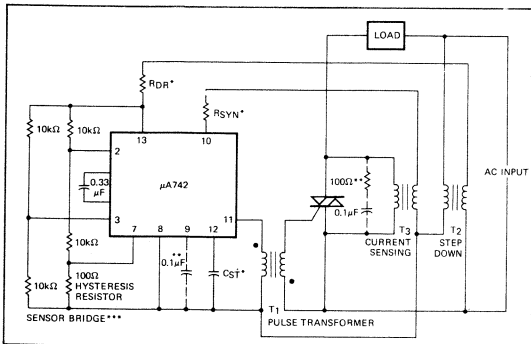 LOAD
RDR*
RSYN*
10kΩ
10kΩ
13
10
2
0.33
μF
μA742
100Ω**
0.1μF
AC INPUT
3
11
T3
T2
10kΩ
7
8
9
12
CURRENT
SENSING
STEP
DOWN
10kΩ
100Ω
HYSTERESIS
RESISTOR
**
0.1μF
CST*
T1
SENSOR BRIDGE***
PULSE TRANSFORMER